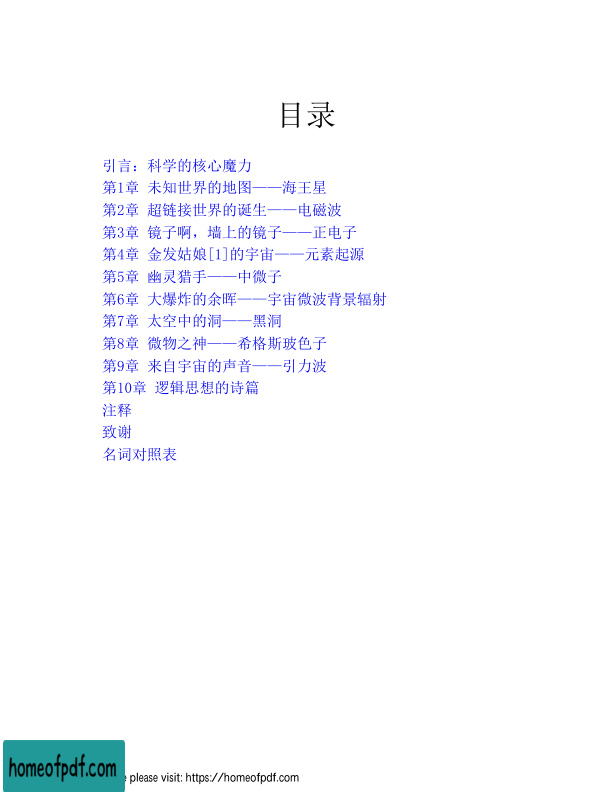 目录
引言：科学的核心魔力
第1章 未知世界的地图——海王星
第2章 超链接世界的诞生——电磁波
第3章 镜子啊，墙上的镜子——正电子
第4章 金发姑娘[1]的宇宙——元素起源
第5章 幽灵猎手——中微子
第6章 大爆炸的余晖——宇宙微波背景辐射
第7章 太空中的洞——黑洞
第8章 微物之神——希格斯玻色子
第9章 来自宇宙的声音——引力波
第10章 逻辑思想的诗篇
注释
致谢
名词对照表
homeofpdf.com
please visit: https://homeofpdf.com